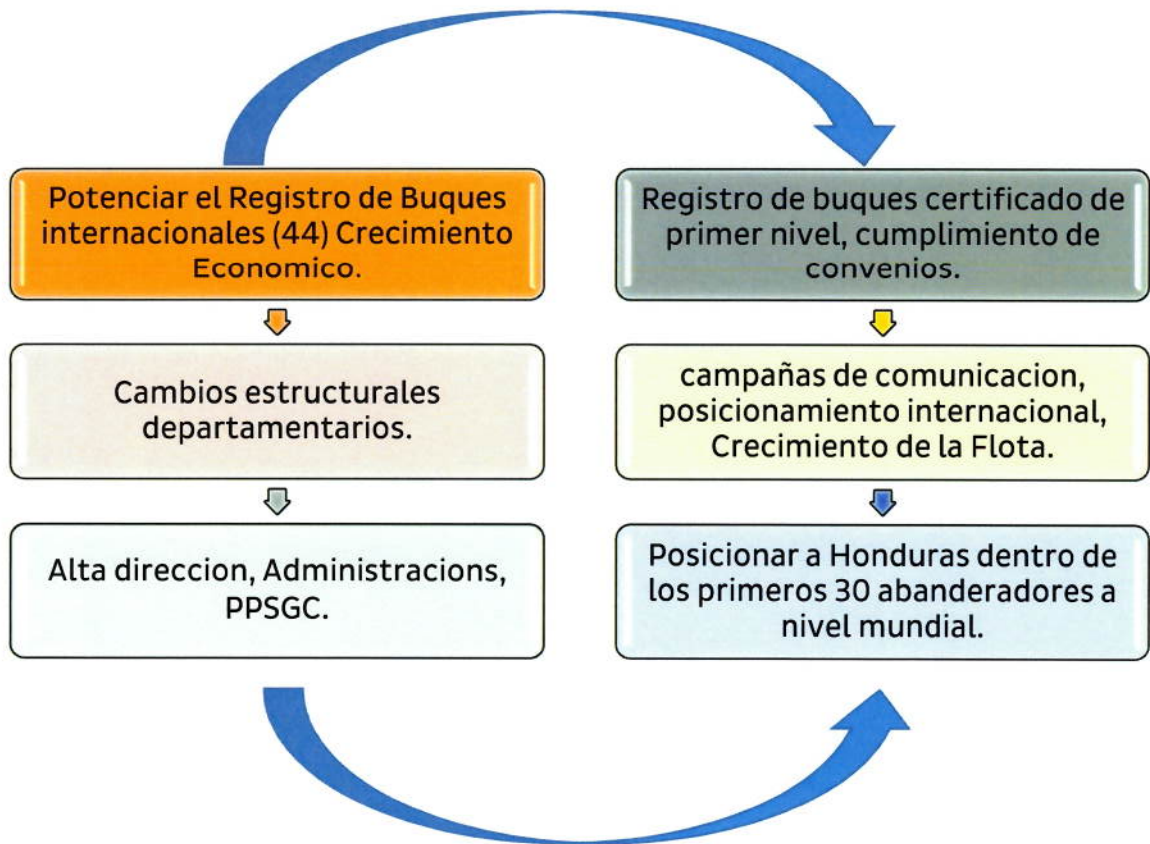 Potenciar el Registro de Buques
internacionales (44) Crecimiento
Economico.
Cambios estructurales
departamentarios.
Alta direccion, Administracions,
PPSGC.
Registro de buques certificado de
primer nivel, cumplimiento de
convenios.
campañas de comunicacion,
posicionamiento internacional,
Crecimiento de la Flota.
Posicionar a Honduras dentro de
los primeros 30 abanderadores a
nivel mundial.